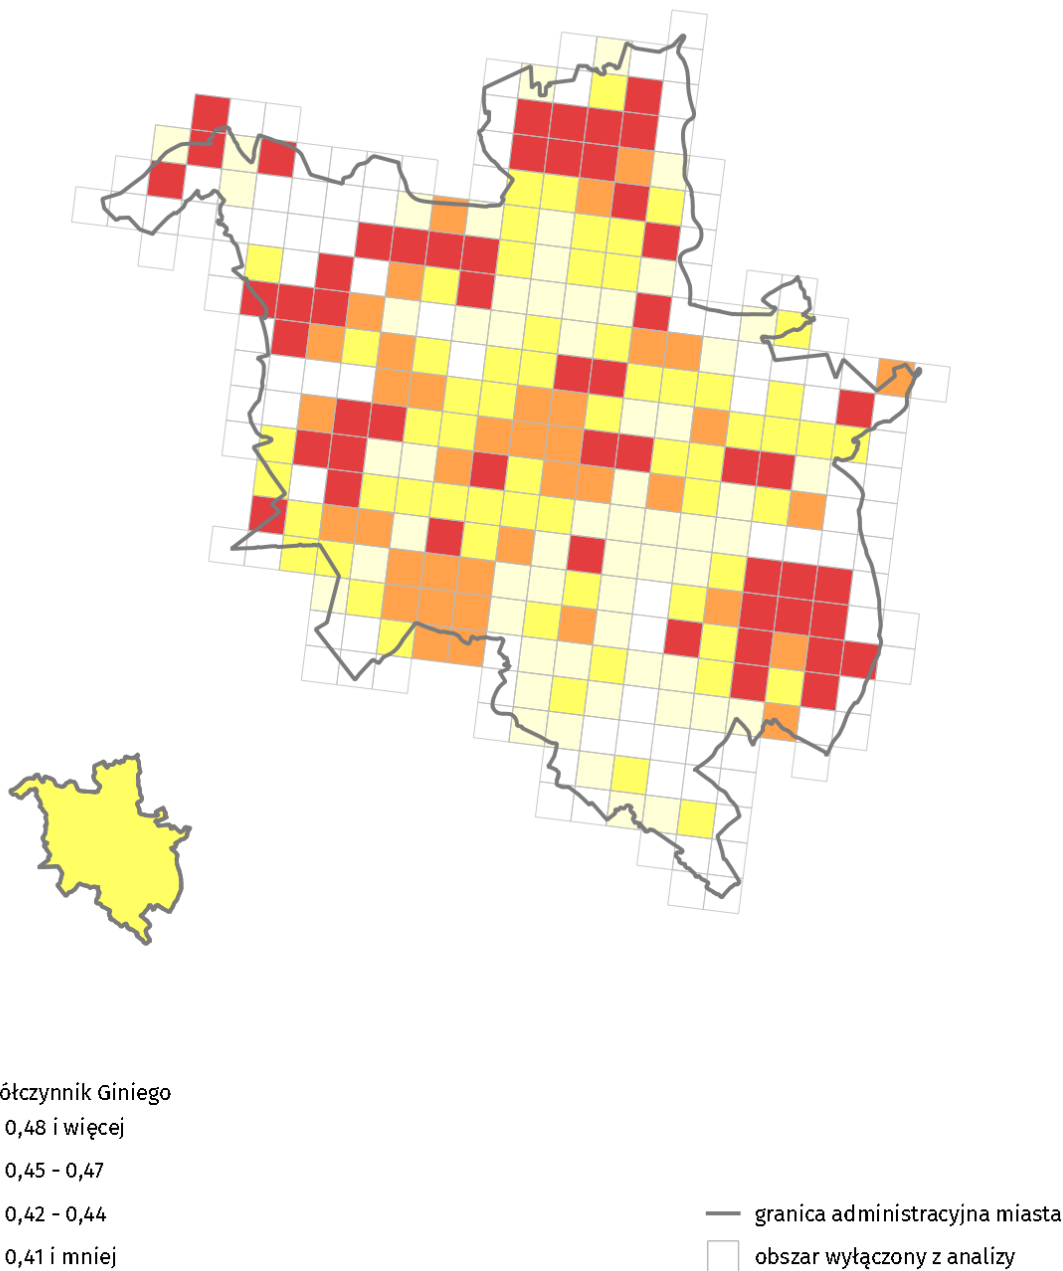 ółczynnik Giniego
0,48 i więcej
0,45 - 0,47
0,42 - 0,44
0,41 i mniej
granica administracyjna miasta
obszar wyłączony z analizy